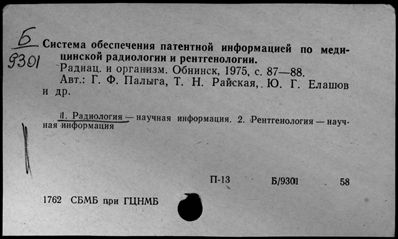 Б
9301
Система обеспечения патентной информацией по меди-
цинской радиологии и рентгенологии.
Радиац. и организм. Обнинск, 1975, с. 87—88.
Авт.: Г. Ф. Палыга, Т. Н. Райская, Ю. Г. Елашов
и др.
1. Радиология — научная информация. 2. Рентгенология — науч-
ная информация
П-13 Б/9301 58
1762 СБМБ при ГЦНМБ